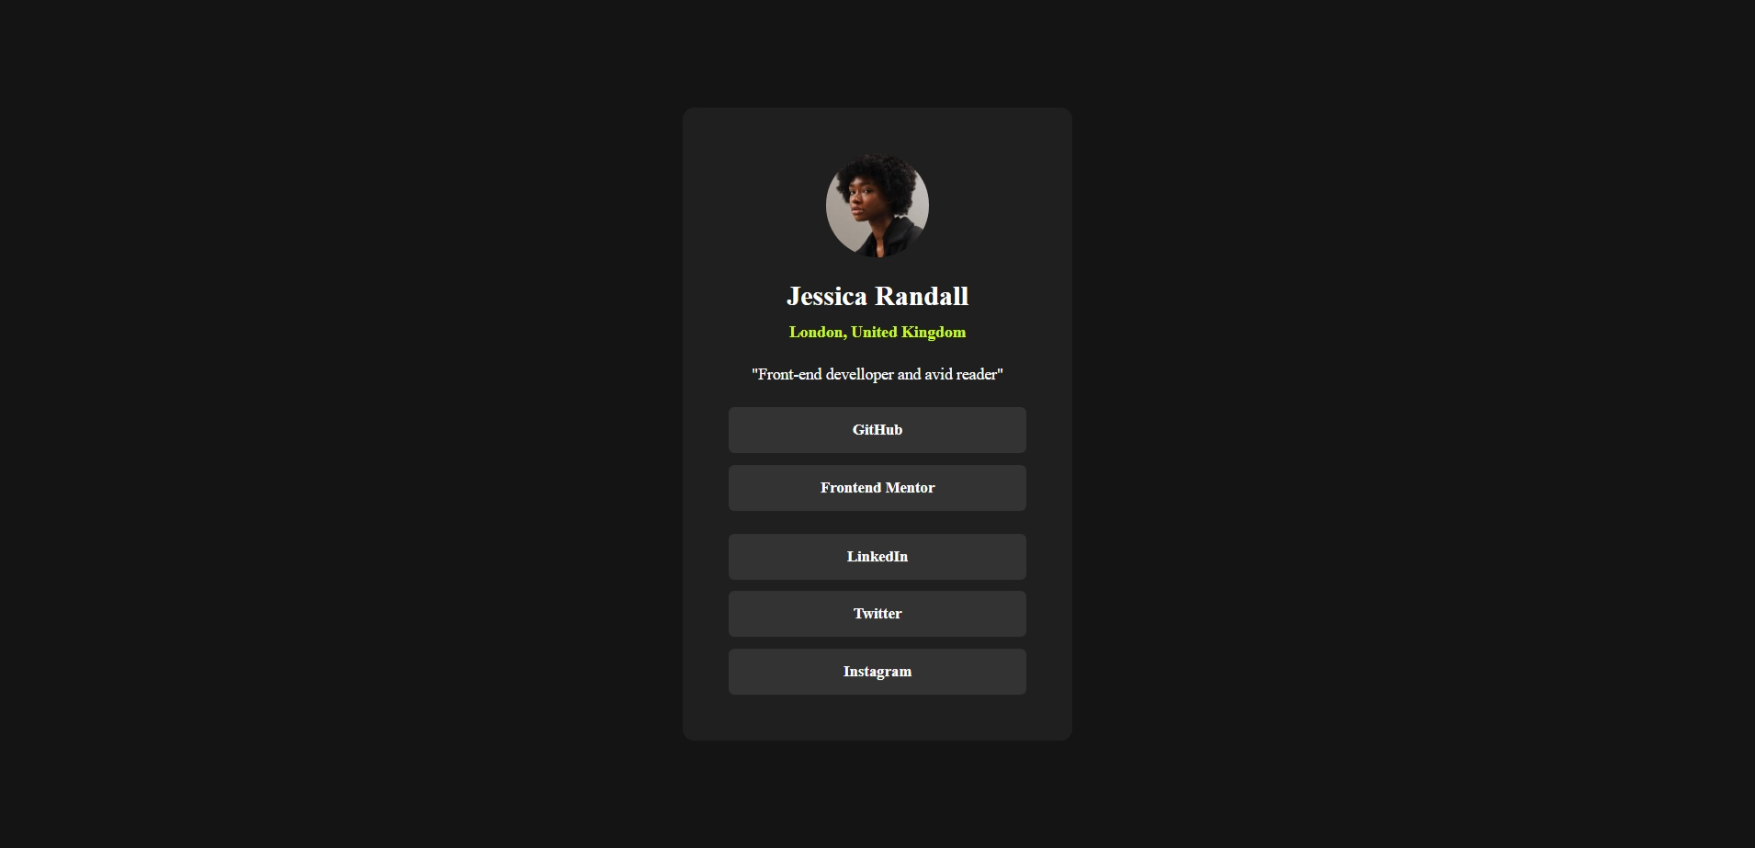 Jessica Randall
London, United Kingdom
"Front-end develloper and avid reader"
GitHub
Frontend Mentor
LinkedIn
Twitter
Instagram